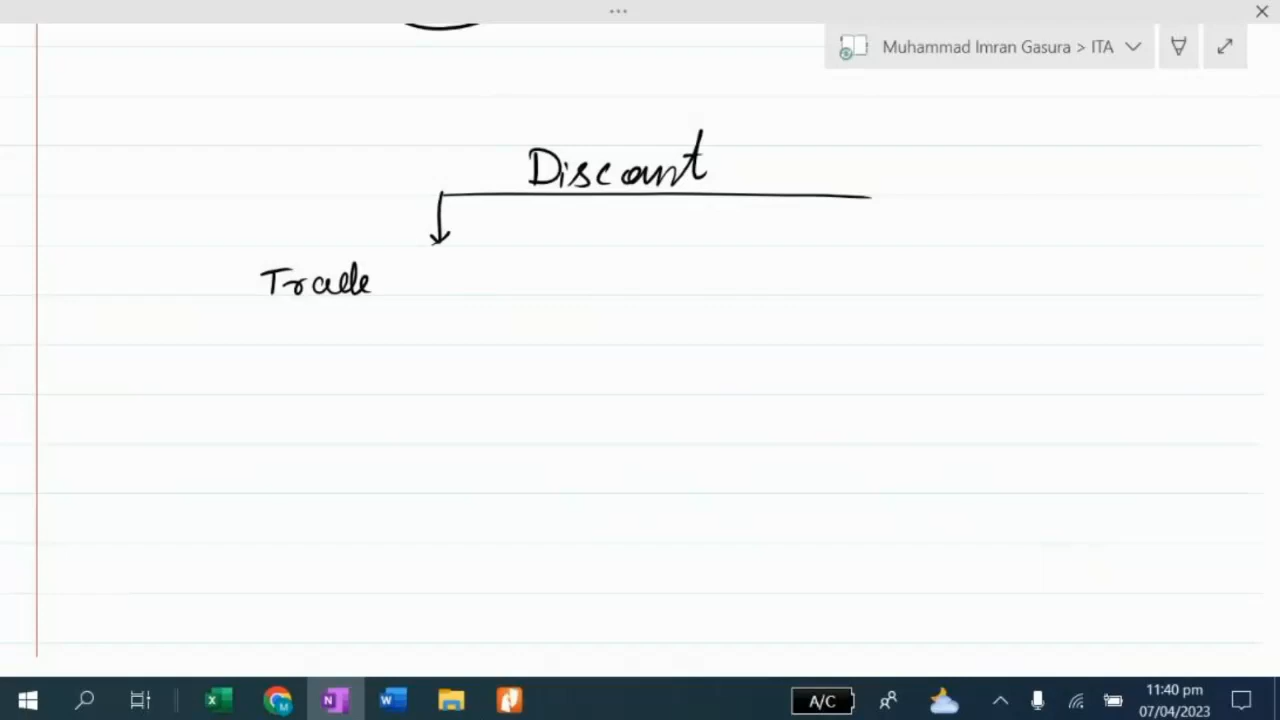 Muhammad Imran Gasura > ITA
Discount
Trade
A/C
11:40 pm
07/04/2023